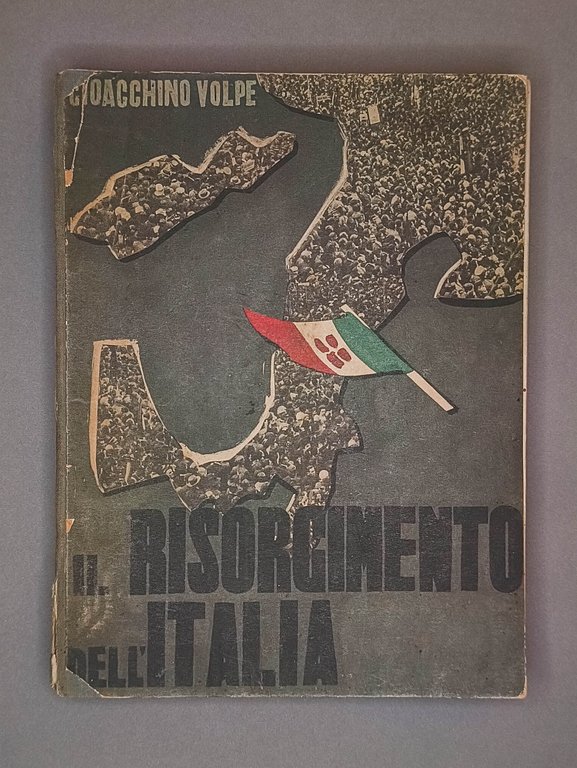 GIOACCHINO VOLPE
IL RISORGIMENTO
DELL'ITALIA